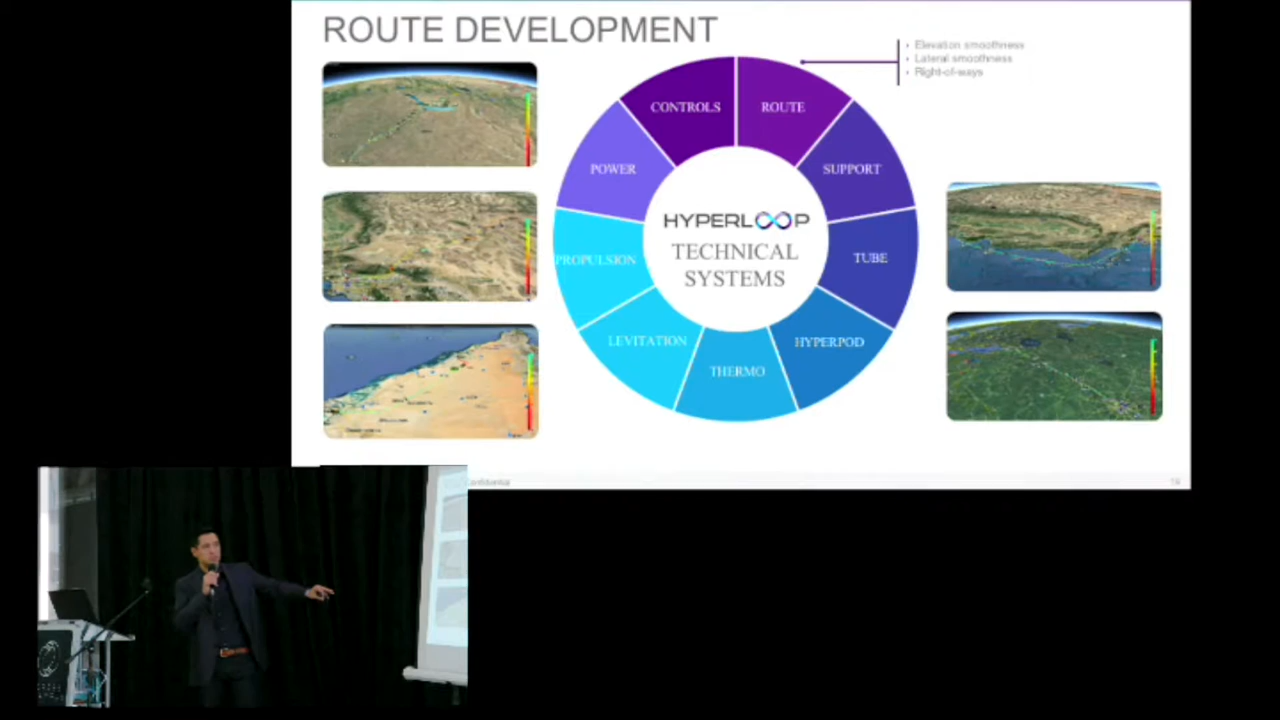 ROUTE DEVELOPMENT
• Elevation smoothness
• Lateral smoothness
• Right-of-ways
CONTROLS
ROUTE
POWER
SUPPORT
PROPULSION
TUBE
HYPERLOOP
TECHNICAL
SYSTEMS
LEVITATION
HYPERPOD
THERMO